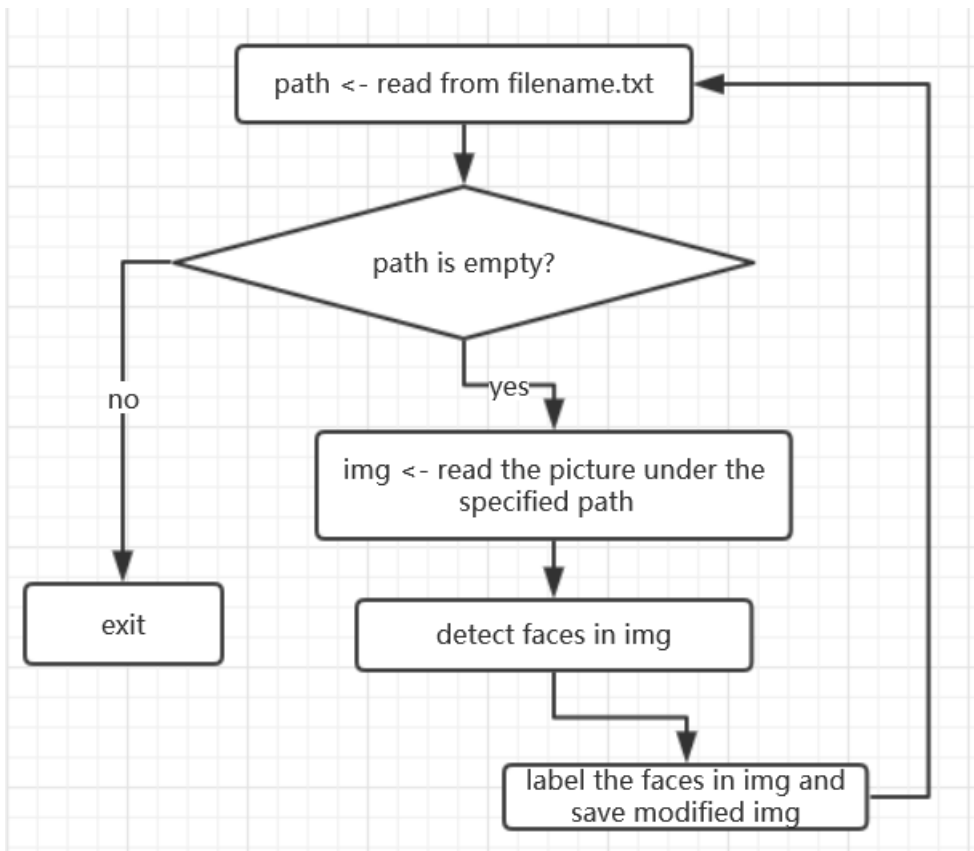 path <- read from filename.txt
path is empty?
yes
no
img <- read the picture under the
specified path
exit
detect faces in img
label the faces in img and
save modified img